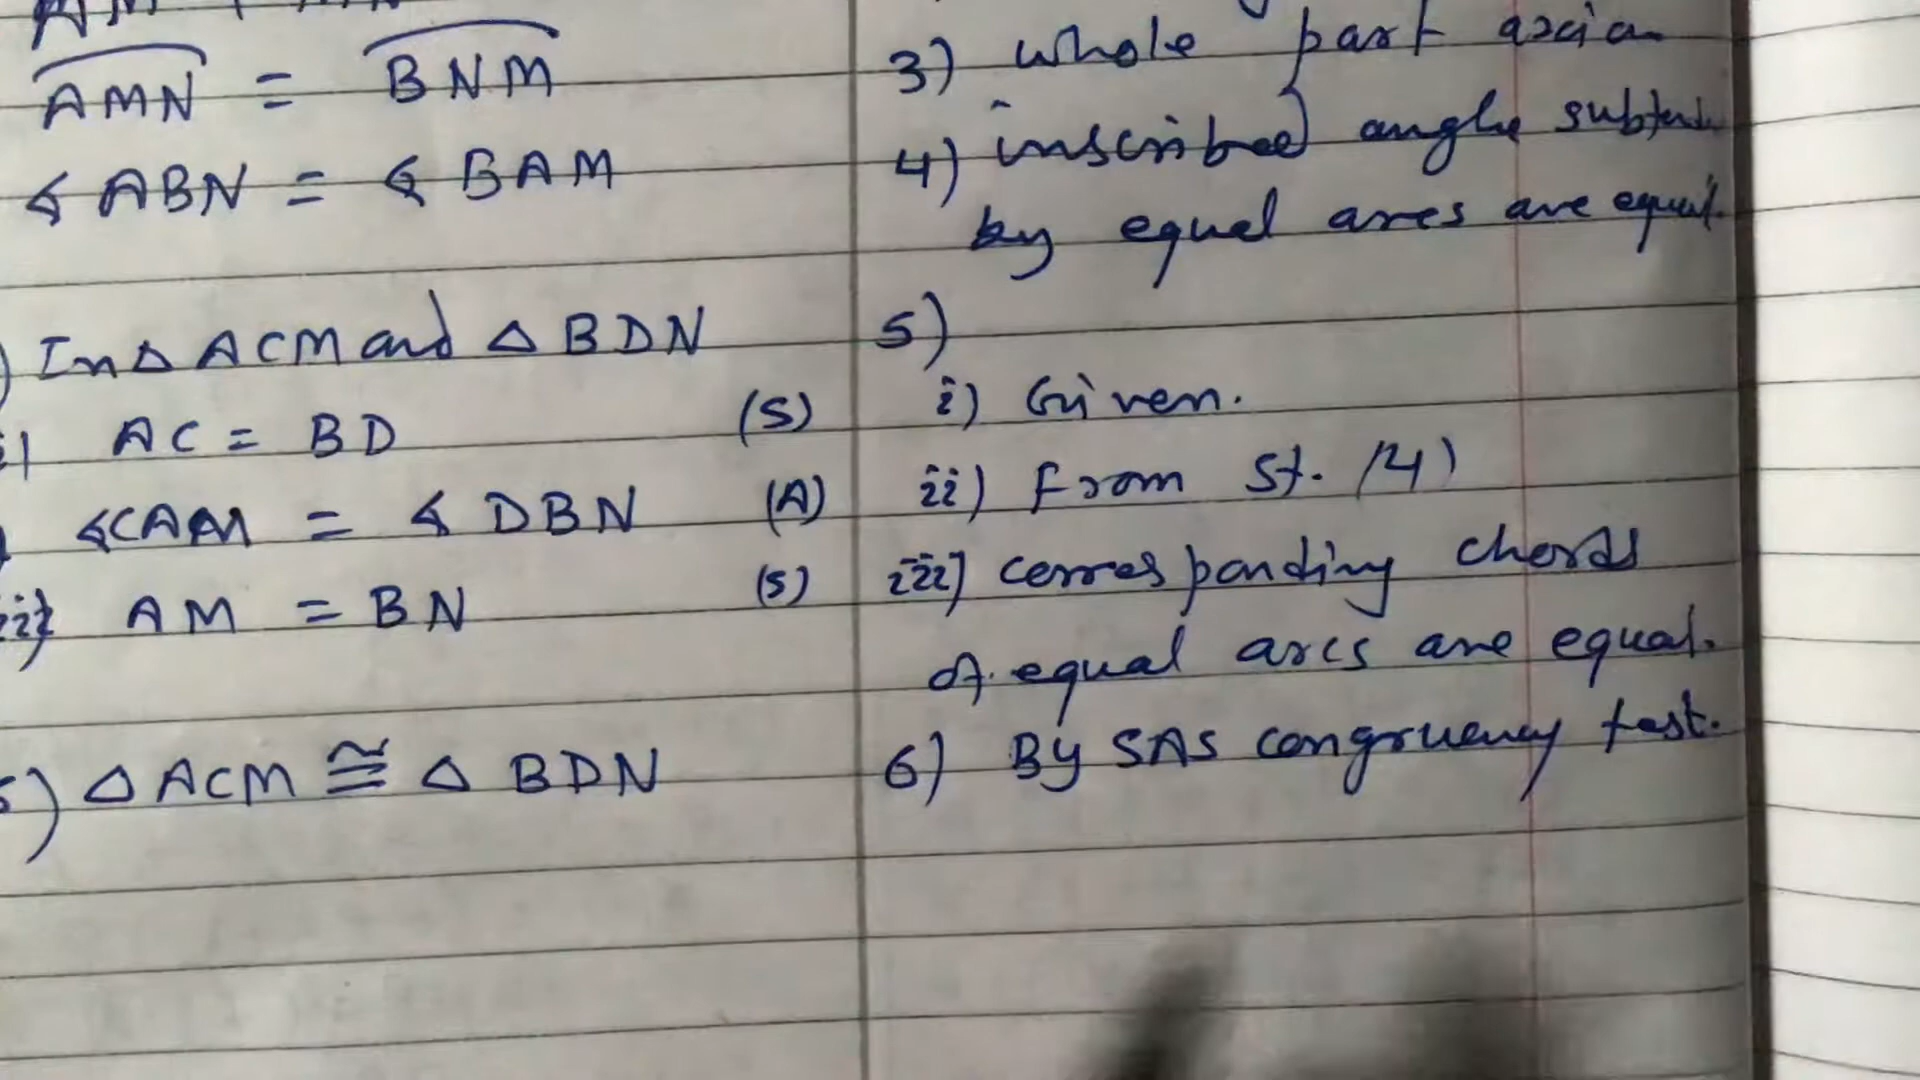 AMN = BNM
3) whole part
∢ ABN = ∢ BAM
4) inscribed angle
by equal arcs are equal.
) In △ ACM and △ BDN
5)
AC = BD (S)
i) Given.
∢CAM = ∢ DBN (A)
ii) From St. (4)
iii) AM = BN (S)
iii) corresponding chords
of equal arcs are equal.
) △ ACM ≅ △ BDN
6) By SAS congruency test.